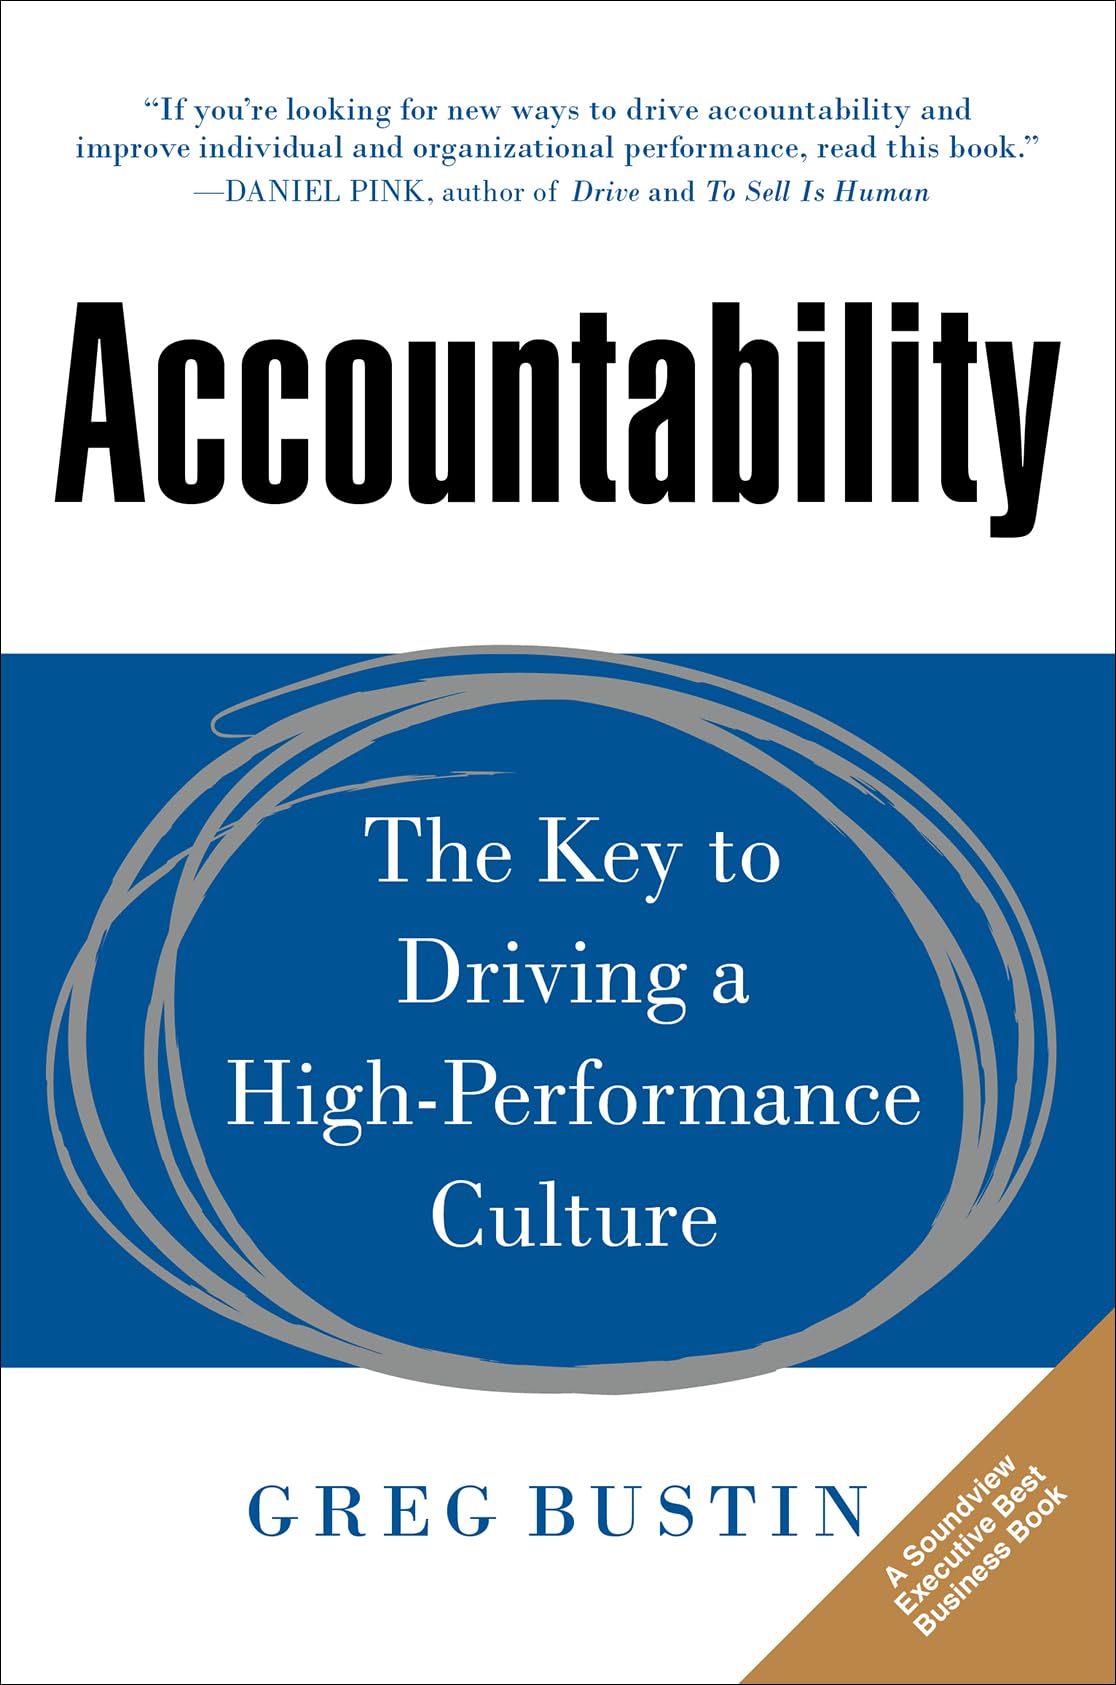 “If you’re looking for new ways to drive accountability and
improve individual and organizational performance, read this book.”
—DANIEL PINK, author of Drive and To Sell Is Human
Accountability
The Key to
Driving a
High-Performance
Culture
GREG BUSTIN
A Soundview
Executive Best
Business Book